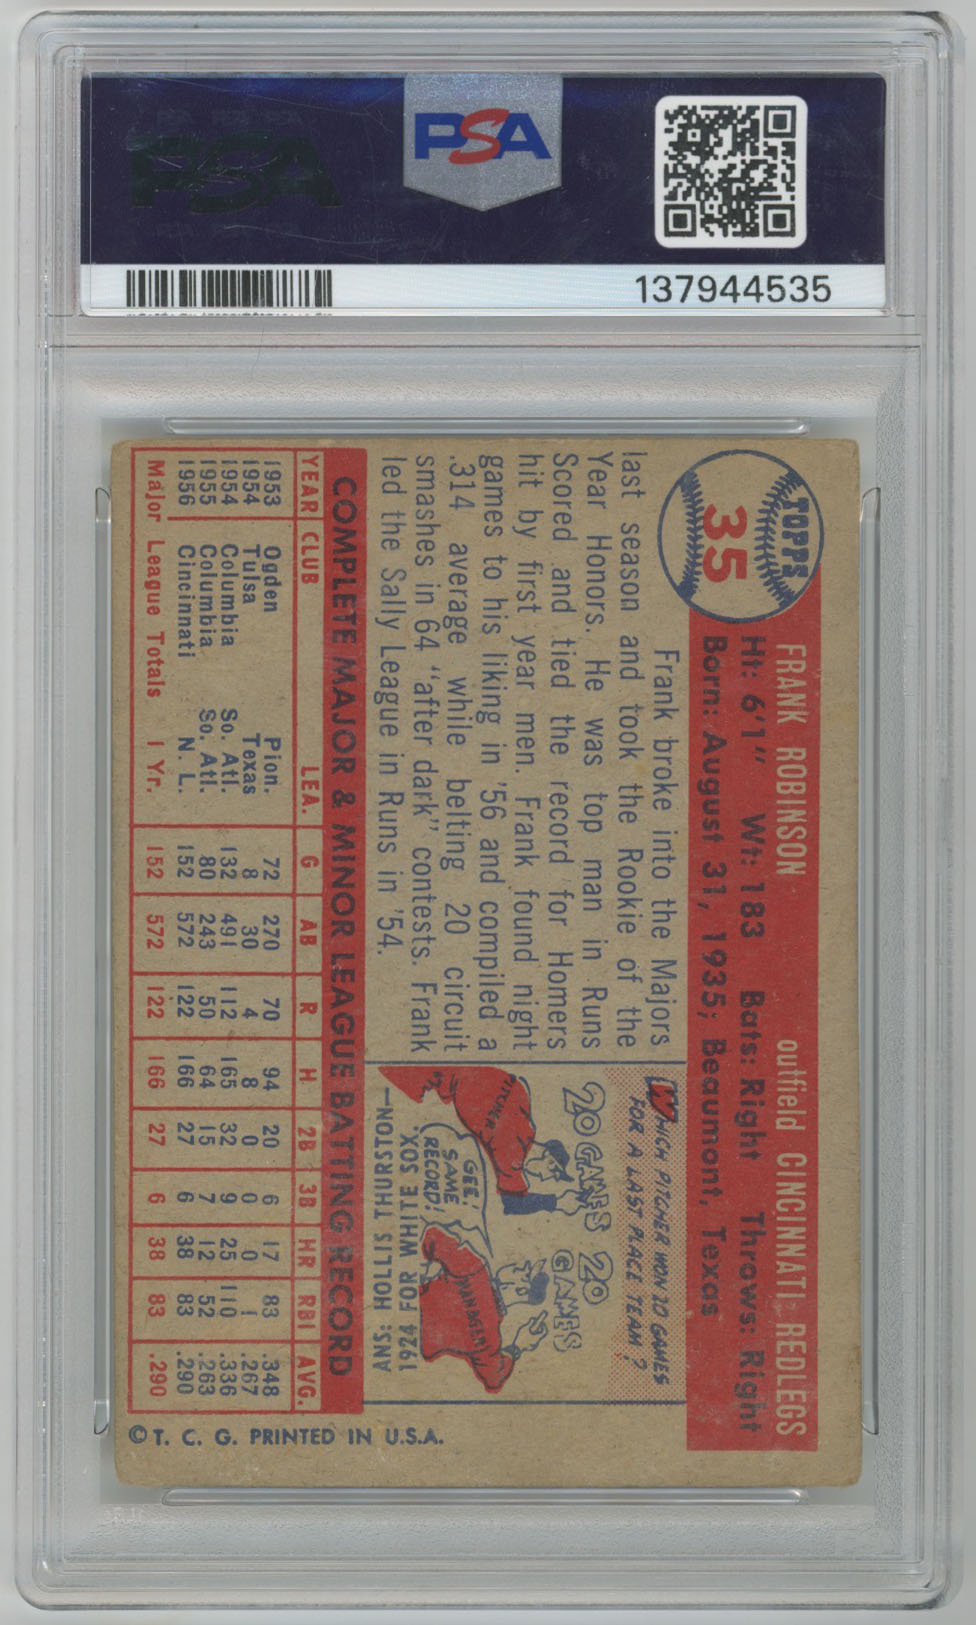 PSA
PSA
137944535
TOPPS
35
FRANK ROBINSON outfield CINCINNATI REDLEGS
Ht: 6'1" Wt: 183 Bats: Right Throws: Right
Born: August 31, 1935; Beaumont, Texas
Frank broke into the Majors
last season and took the Rookie of the
Year Honors. He was top man in Runs
Scored and tied the record for Homers
hit by first year men. Frank found night
games to his liking in '56 and compiled a
.314 average while belting 20 circuit
smashes in 64 "after dark" contests. Frank
led the Sally League in Runs in '54.
WHICH PITCHER WON 20 GAMES
FOR A LAST PLACE TEAM?
20 GAMES 20 GAMES
PITCHER
GEE! SAME RECORD!
MANAGER
ANS: HOLLIS THURSTON—
1924 FOR WHITE SOX.
COMPLETE MAJOR & MINOR LEAGUE BATTING RECORD
YEAR CLUB LEA. G AB R H 2B 3B HR RBI AVG.
1953 Ogden Pion. 72 270 70 94 20 6 17 83 .348
1954 Tulsa Texas 8 30 4 8 0 0 0 1 .267
1954 Columbia So. Atl. 132 491 112 165 32 9 25 110 .336
1955 Columbia So. Atl. 80 243 50 64 15 7 12 52 .263
1956 Cincinnati N. L. 152 572 122 166 27 6 38 83 .290
Major League Totals 1 Yr. 152 572 122 166 27 6 38 83 .290
© T. C. G. PRINTED IN U.S.A.